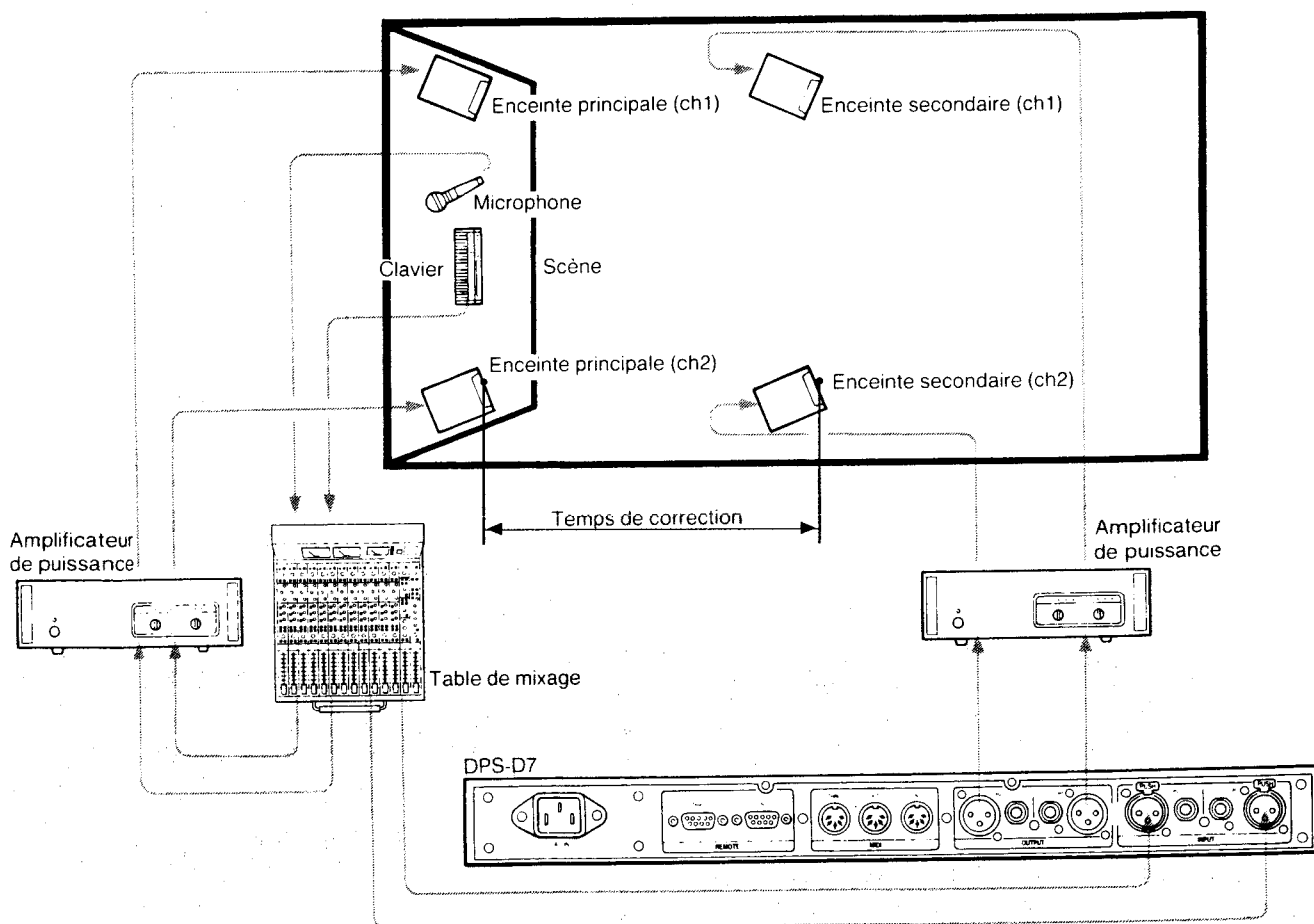 Enceinte principale (ch1)
Enceinte secondaire (ch1)
Microphone
Clavier
Scène
Enceinte principale (ch2)
Enceinte secondaire (ch2)
Temps de correction
Amplificateur
de puissance
Amplificateur
de puissance
Table de mixage
DPS-D7
REMOTE
MIDI
OUTPUT
INPUT